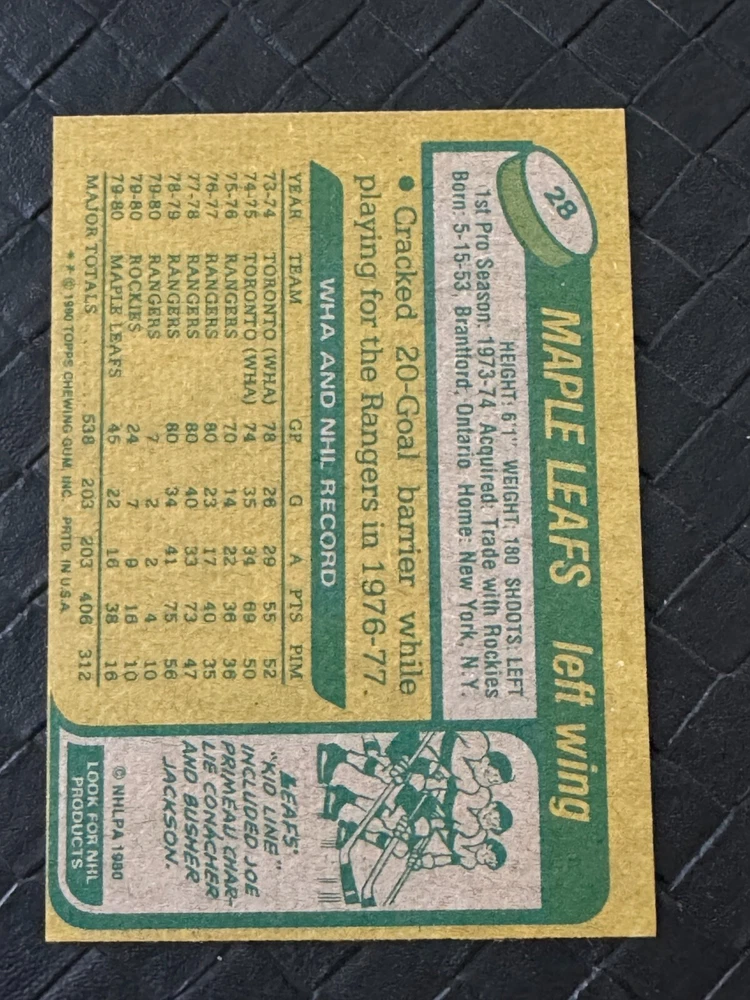 28
MAPLE LEAFS left wing
HEIGHT: 6'1" WEIGHT: 180 SHOOTS: LEFT
1st Pro Season: 1973-74 Acquired: Trade with Rockies
Born: 5-15-53, Brantford, Ontario Home: New York, N.Y.
• Cracked 20-Goal barrier while
playing for the Rangers in 1976-77.
WHA AND NHL RECORD
YEAR TEAM GP G A PTS PIM
73-74 TORONTO (WHA) 78 26 29 55 52
74-75 TORONTO (WHA) 74 35 34 69 50
75-76 RANGERS 70 14 22 36 36
76-77 RANGERS 80 23 17 40 35
77-78 RANGERS 80 40 33 73 47
78-79 RANGERS 80 34 41 75 56
79-80 RANGERS 7 2 2 4 10
79-80 ROCKIES 24 7 9 16 10
79-80 MAPLE LEAFS 45 22 16 38 16
MAJOR TOTALS ........ 538 203 203 406 312
* * © 1980 TOPPS CHEWING GUM, INC. PRTD. IN U.S.A.
LEAFS'
"KID LINE"
INCLUDED JOE
PRIMEAU CHAR-
LIE CONACHER
AND BUSHER
JACKSON.
© NHLPA 1980
LOOK FOR NHL
PRODUCTS